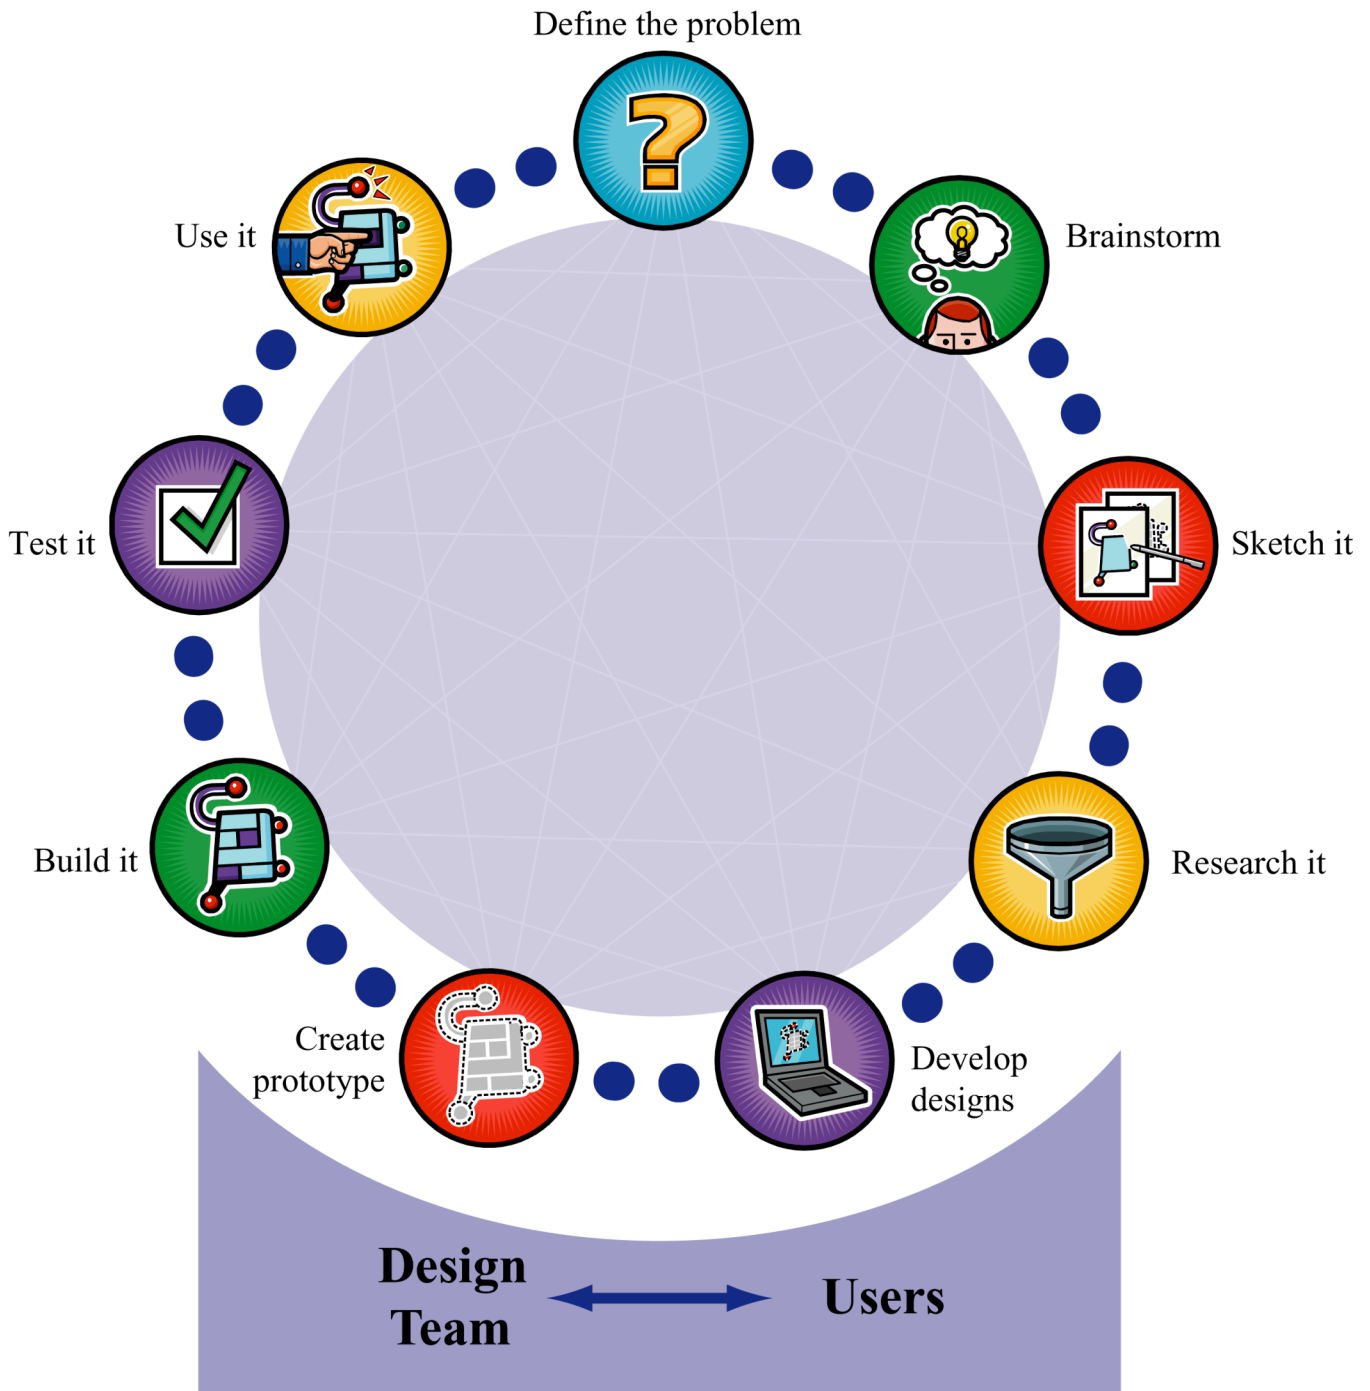 Define the problem
Brainstorm
Sketch it
Research it
Develop
designs
Create
prototype
Build it
Test it
Use it
Design
Team
Users